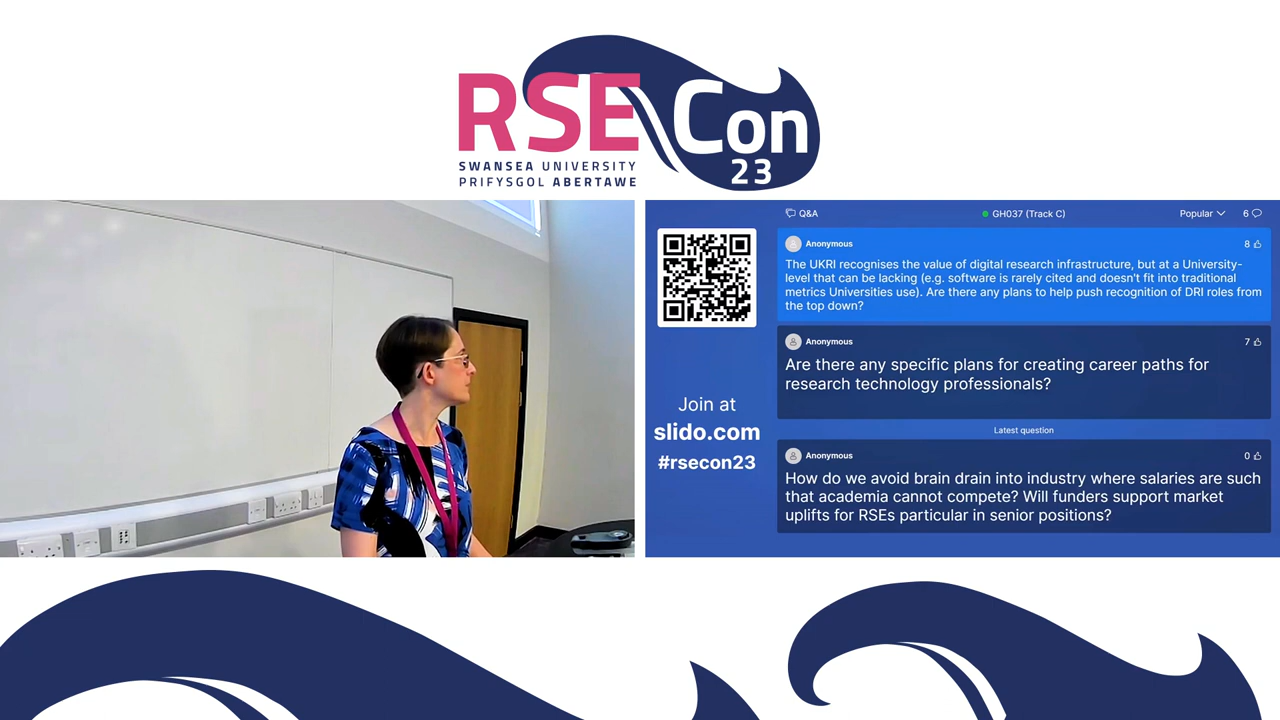 RSE Con
23
SWANSEA UNIVERSITY
PRIFYSGOL ABERTAWE
Q&A
GH037 (Track C)
Popular
6
Anonymous
8
The UKRI recognises the value of digital research infrastructure, but at a University-
level that can be lacking (e.g. software is rarely cited and doesn't fit into traditional
metrics Universities use). Are there any plans to help push recognition of DRI roles from
the top down?
Anonymous
7
Are there any specific plans for creating career paths for
research technology professionals?
Latest question
Anonymous
0
How do we avoid brain drain into industry where salaries are such
that academia cannot compete? Will funders support market
uplifts for RSEs particular in senior positions?
Join at
slido.com
#rsecon23